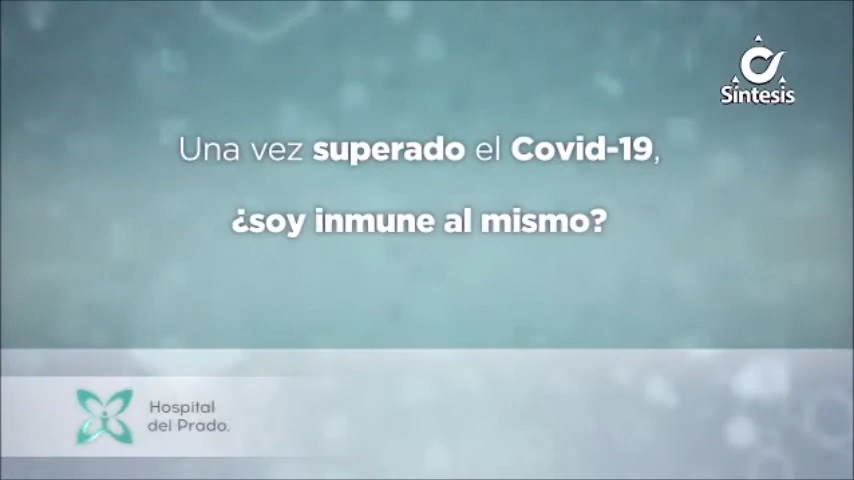 Síntesis
Una vez superado el Covid-19,
¿soy inmune al mismo?
Hospital
del Prado.